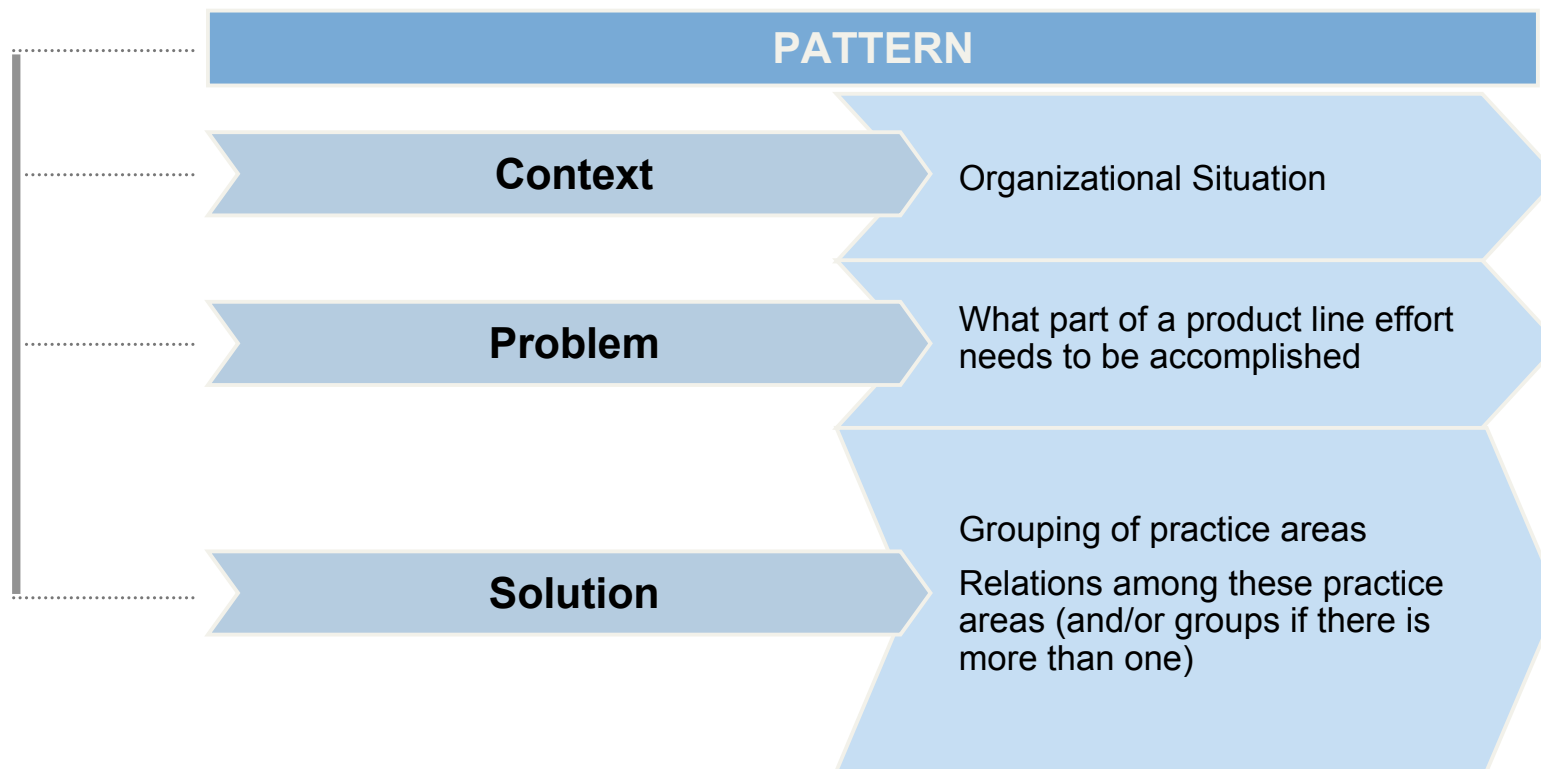 PATTERN
Context
Organizational Situation
Problem
What part of a product line effort
needs to be accomplished
Solution
Grouping of practice areas
Relations among these practice
areas (and/or groups if there is
more than one)